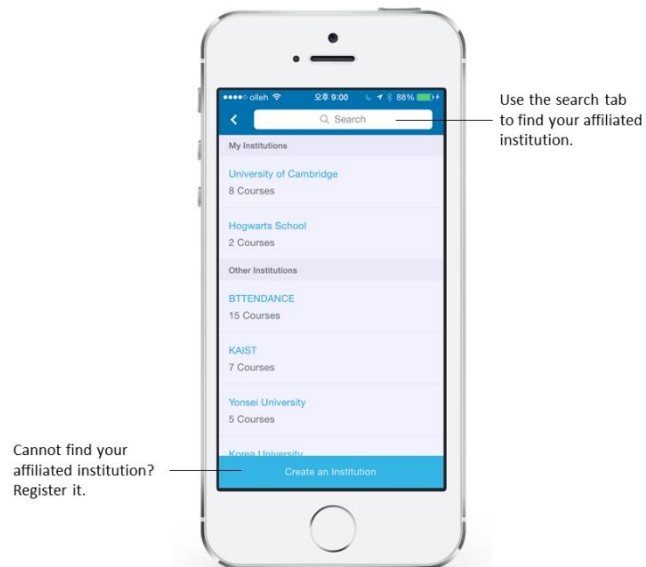 olleh 오후 9:00 88%
Search
My Institutions
University of Cambridge
8 Courses
Hogwarts School
2 Courses
Other Institutions
BTTENDANCE
15 Courses
KAIST
7 Courses
Yonsei University
5 Courses
Korea University
Create an Institution
Use the search tab
to find your affiliated
institution.
Cannot find your
affiliated institution?
Register it.